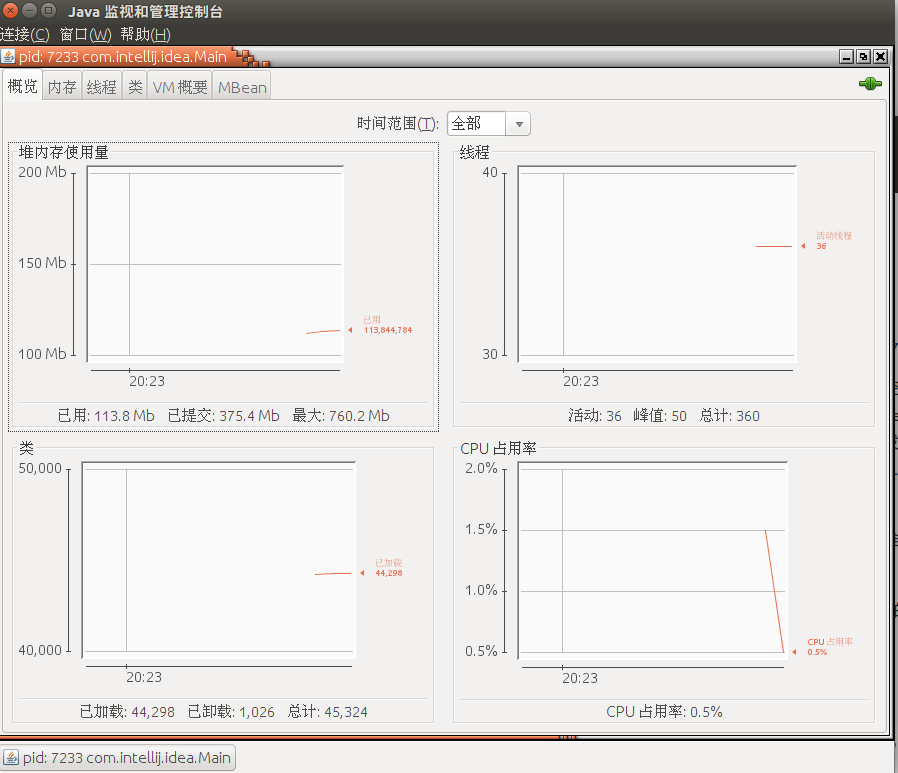 Java 监视和管理控制台
连接(C) 窗口(W) 帮助(H)
pid: 7233 com.intellij.idea.Main
概览 内存 线程 类 VM 概要 MBean
时间范围(T): 全部
堆内存使用量
200 Mb
150 Mb
100 Mb
已用
113,844,784
20:23
已用: 113.8 Mb 已提交: 375.4 Mb 最大: 760.2 Mb
线程
40
30
活动线程
36
20:23
活动: 36 峰值: 50 总计: 360
类
50,000
40,000
已加载
44,298
20:23
已加载: 44,298 已卸载: 1,026 总计: 45,324
CPU 占用率
2.0%
1.5%
1.0%
0.5%
CPU 占用率
0.5%
20:23
CPU 占用率: 0.5%
pid: 7233 com.intellij.idea.Main